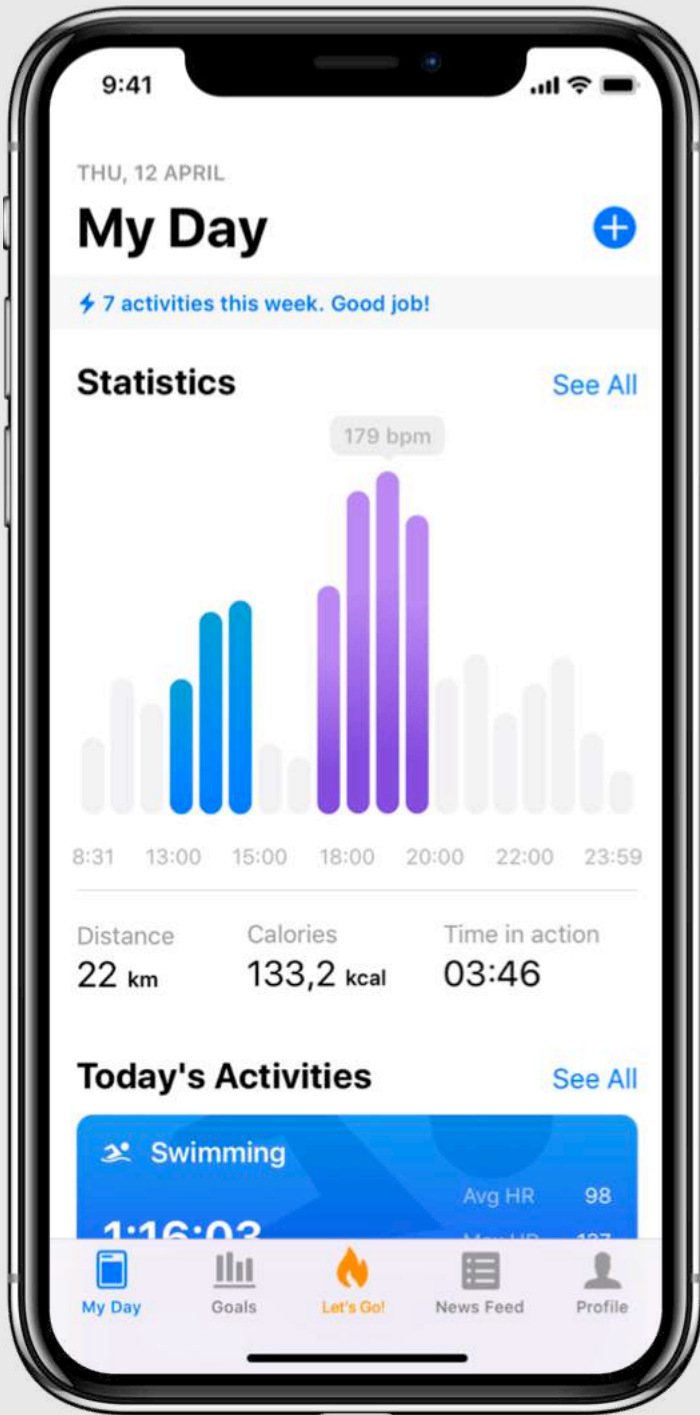 9:41
THU, 12 APRIL
My Day
7 activities this week. Good job!
Statistics See All
179 bpm
8:31 13:00 15:00 18:00 20:00 22:00 23:59
Distance Calories Time in action
22 km 133,2 kcal 03:46
Today's Activities See All
Swimming
Avg HR 98
1:16:03
My Day Goals Let's Go! News Feed Profile